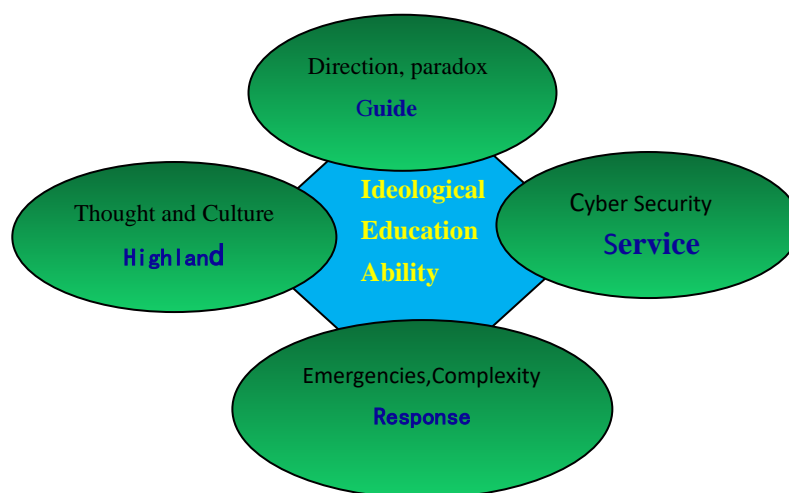 Direction, paradox
Guide
Thought and Culture
Highland
Ideological
Education
Ability
Cyber Security
Service
Emergencies,Complexity
Response